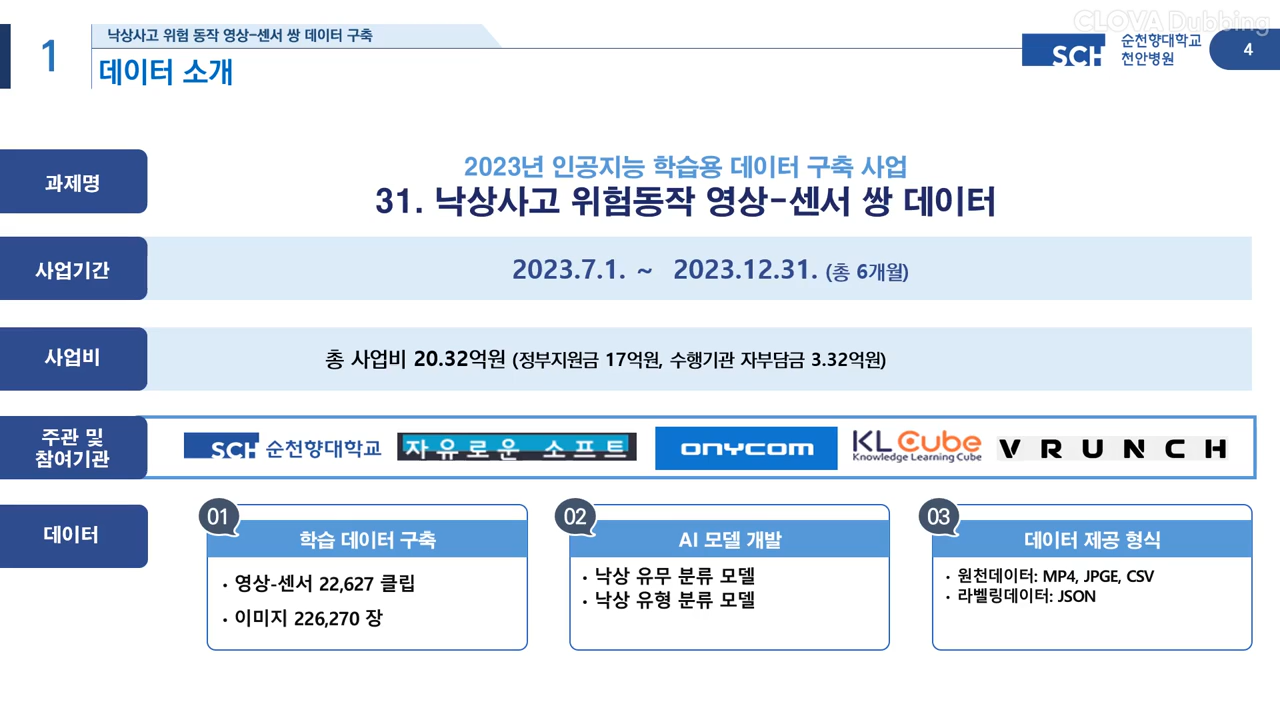 CLOVA Dubbing
1
낙상사고 위험 동작 영상-센서 쌍 데이터 구축
데이터 소개
SCH 순천향대학교
천안병원
4
과제명
2023년 인공지능 학습용 데이터 구축 사업
31. 낙상사고 위험동작 영상-센서 쌍 데이터
사업기간
2023.7.1. ~ 2023.12.31. (총 6개월)
사업비
총 사업비 20.32억원 (정부지원금 17억원, 수행기관 자부담금 3.32억원)
주관 및
참여기관
SCH 순천향대학교
자유로운 소프트
onycom
KL Cube
Knowledge Learning Cube
VRUNCH
데이터
01
학습 데이터 구축
· 영상-센서 22,627 클립
· 이미지 226,270 장
02
AI 모델 개발
· 낙상 유무 분류 모델
· 낙상 유형 분류 모델
03
데이터 제공 형식
· 원천데이터: MP4, JPGE, CSV
· 라벨링데이터: JSON